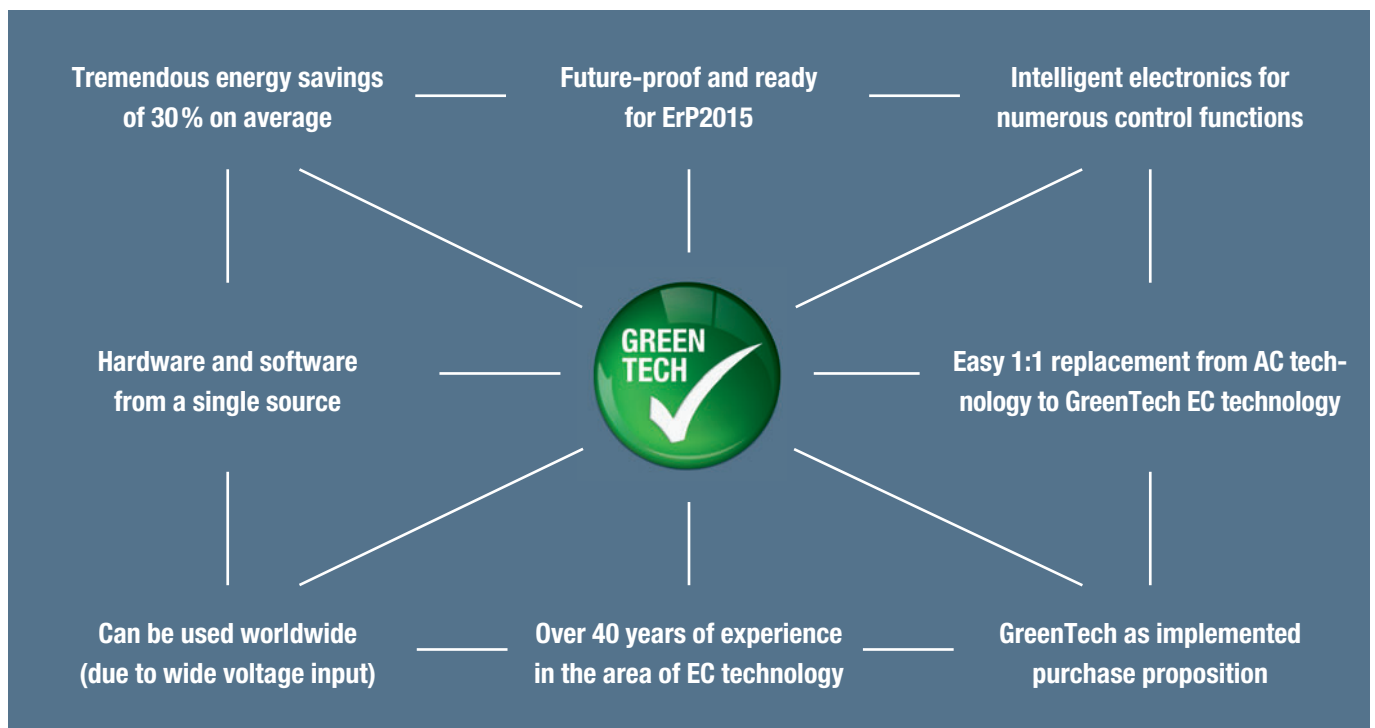 Tremendous energy savings
of 30 % on average
Future-proof and ready
for ErP2015
Intelligent electronics for
numerous control functions
Hardware and software
from a single source
GREEN
TECH
Easy 1:1 replacement from AC tech-
nology to GreenTech EC technology
Can be used worldwide
(due to wide voltage input)
Over 40 years of experience
in the area of EC technology
GreenTech as implemented
purchase proposition